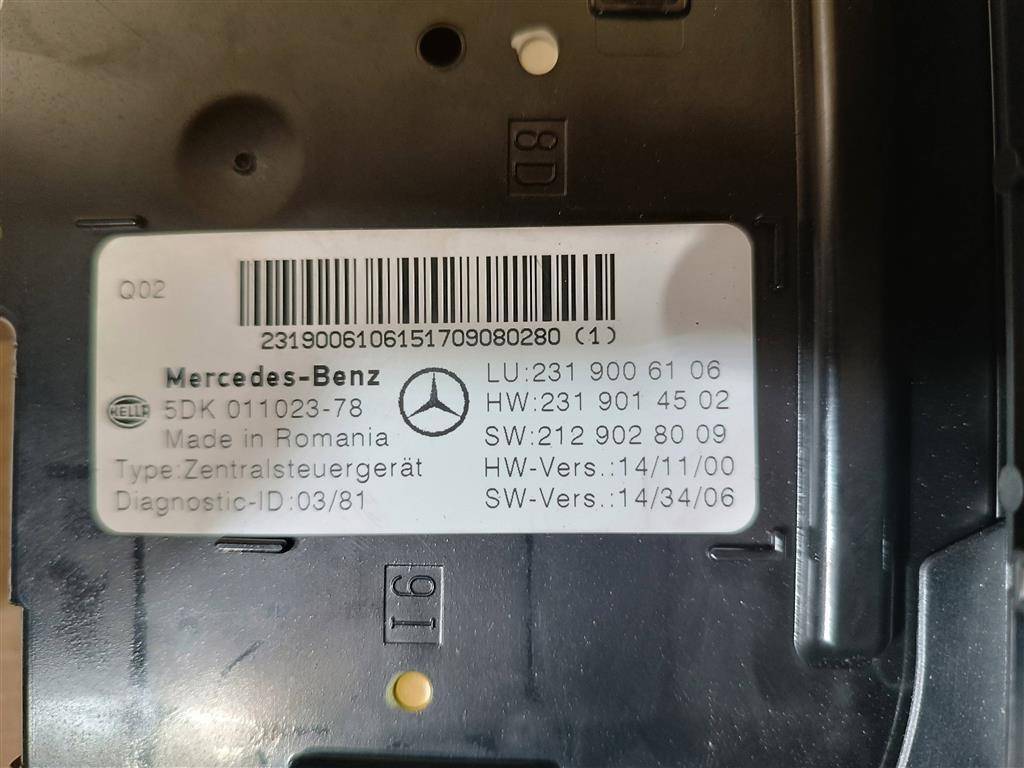 8D
Q02
2319006106151709080280 (1)
Mercedes-Benz
HELLA
5DK 011023-78
Made in Romania
Type:Zentralsteuergerät
Diagnostic-ID:03/81
LU:231 900 61 06
HW:231 901 45 02
SW:212 902 80 09
HW-Vers.:14/11/00
SW-Vers.:14/34/06
I6